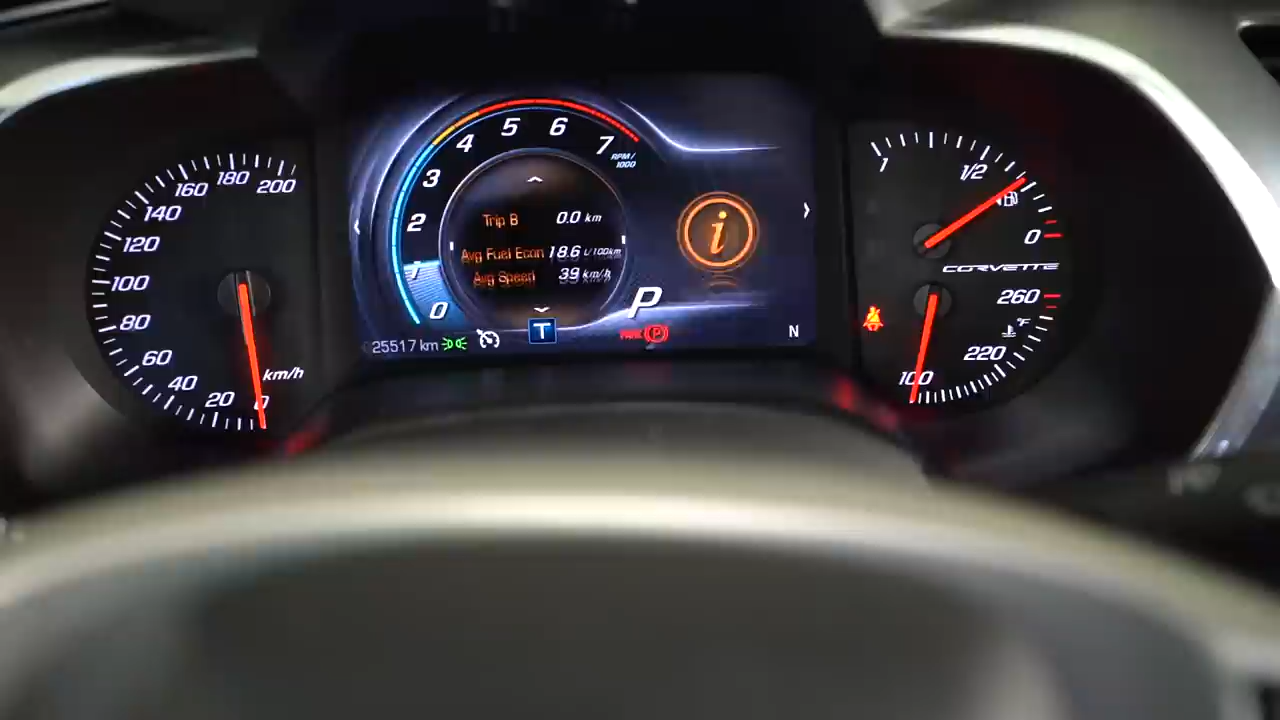 200
180
160
140
120
100
80
60
40
20
0
km/h
7
6
5
4
3
2
1
0
RPM/1000
Trip B 0.0 km
Avg Fuel Econ 18.6 L/100km
Avg Speed 39 km/h
i
P
25517 km
T
PARK (P)
N
1
1/2
0
CORVETTE
260
°F
220
100